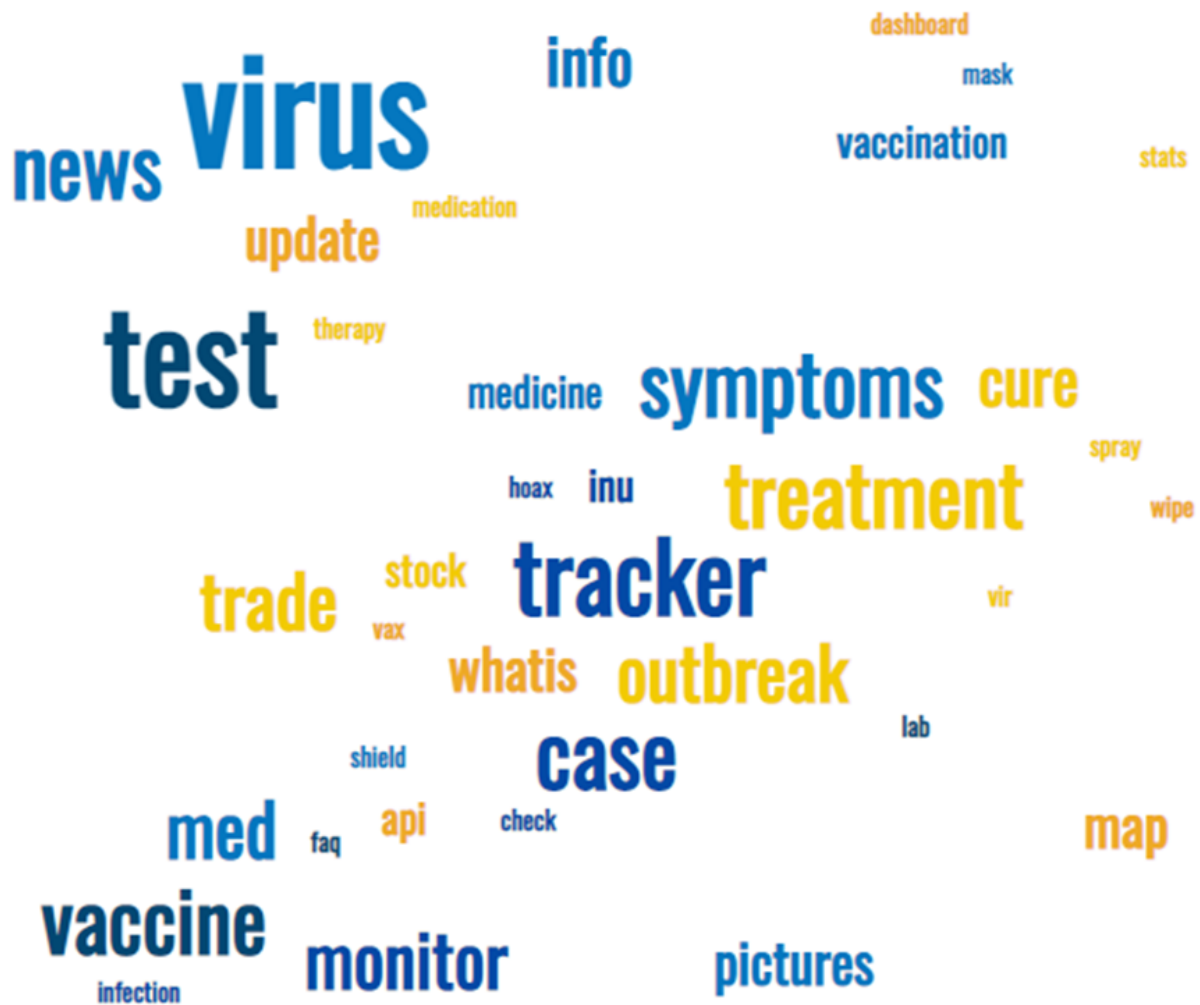 dashboard
info
mask
virus
vaccination
stats
news
medication
update
therapy
test
medicine
symptoms
cure
spray
hoax
inu
treatment
wipe
stock
tracker
trade
vir
vax
whatis
outbreak
lab
shield
case
med
faq
api
check
map
vaccine
monitor
pictures
infection